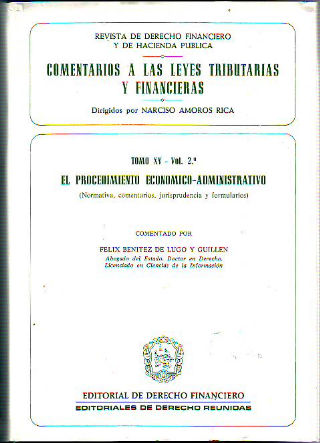 REVISTA DE DERECHO FINANCIERO
Y DE HACIENDA PUBLICA
COMENTARIOS A LAS LEYES TRIBUTARIAS
Y FINANCIERAS
Dirigidos por NARCISO AMOROS RICA
TOMO XV - Vol. 2.º
EL PROCEDIMIENTO ECONOMICO-ADMINISTRATIVO
(Normativa, comentarios, jurisprudencia y formularios)
COMENTADO POR
FELIX BENITEZ DE LUGO Y GUILLEN
Abogado del Estado. Doctor en Derecho.
Licenciado en Ciencias de la Información
EDITORIAL DE DERECHO FINANCIERO
EDITORIALES DE DERECHO REUNIDAS